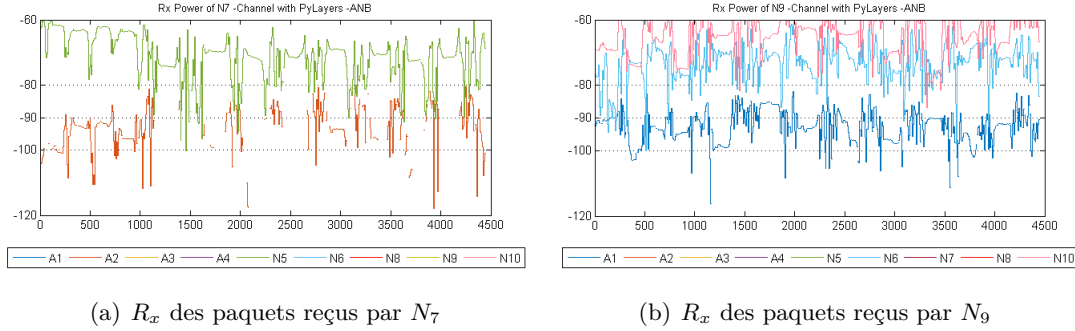 Rx Power of N7 -Channel with PyLayers -ANB
-60
-80
-90
-100
-120
0 500 1000 1500 2000 2500 3000 3500 4000 4500
A1 A2 A3 A4 N5 N6 N8 N9 N10
(a) Rx des paquets reçus par N7
Rx Power of N9 -Channel with PyLayers -ANB
-60
-80
-90
-100
-120
0 500 1000 1500 2000 2500 3000 3500 4000 4500
A1 A2 A3 A4 N5 N6 N7 N8 N10
(b) Rx des paquets reçus par N9